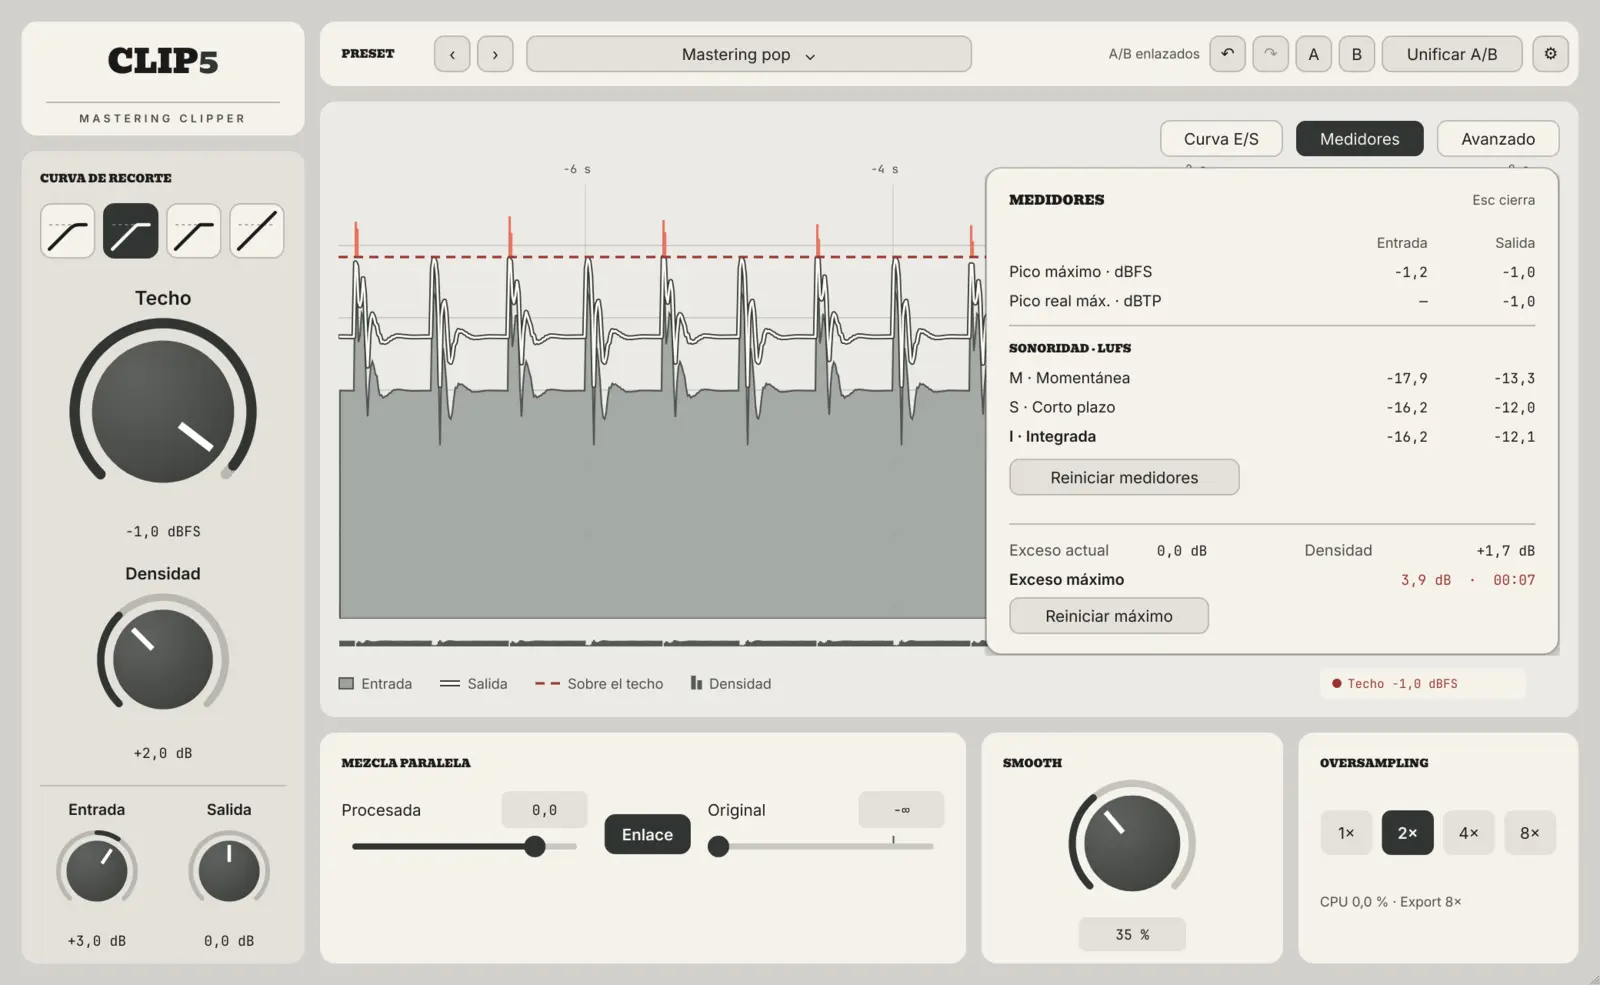 CLIP5
MASTERING CLIPPER
PRESET
‹
›
Mastering pop
A/B enlazados
A
B
Unificar A/B
CURVA DE RECORTE
Techo
-1,0 dBFS
Densidad
+2,0 dB
Entrada
Salida
+3,0 dB
0,0 dB
Curva E/S
Medidores
Avanzado
-6 s
-4 s
MEDIDORES
Esc cierra
Entrada
Salida
Pico máximo · dBFS
-1,2
-1,0
Pico real máx. · dBTP
—
-1,0
SONORIDAD · LUFS
M · Momentánea
-17,9
-13,3
S · Corto plazo
-16,2
-12,0
I · Integrada
-16,2
-12,1
Reiniciar medidores
Exceso actual
0,0 dB
Densidad
+1,7 dB
Exceso máximo
3,9 dB · 00:07
Reiniciar máximo
Entrada
Salida
Sobre el techo
Densidad
Techo -1,0 dBFS
MEZCLA PARALELA
Procesada
0,0
Enlace
Original
-∞
SMOOTH
35 %
OVERSAMPLING
1×
2×
4×
8×
CPU 0,0 % · Export 8×